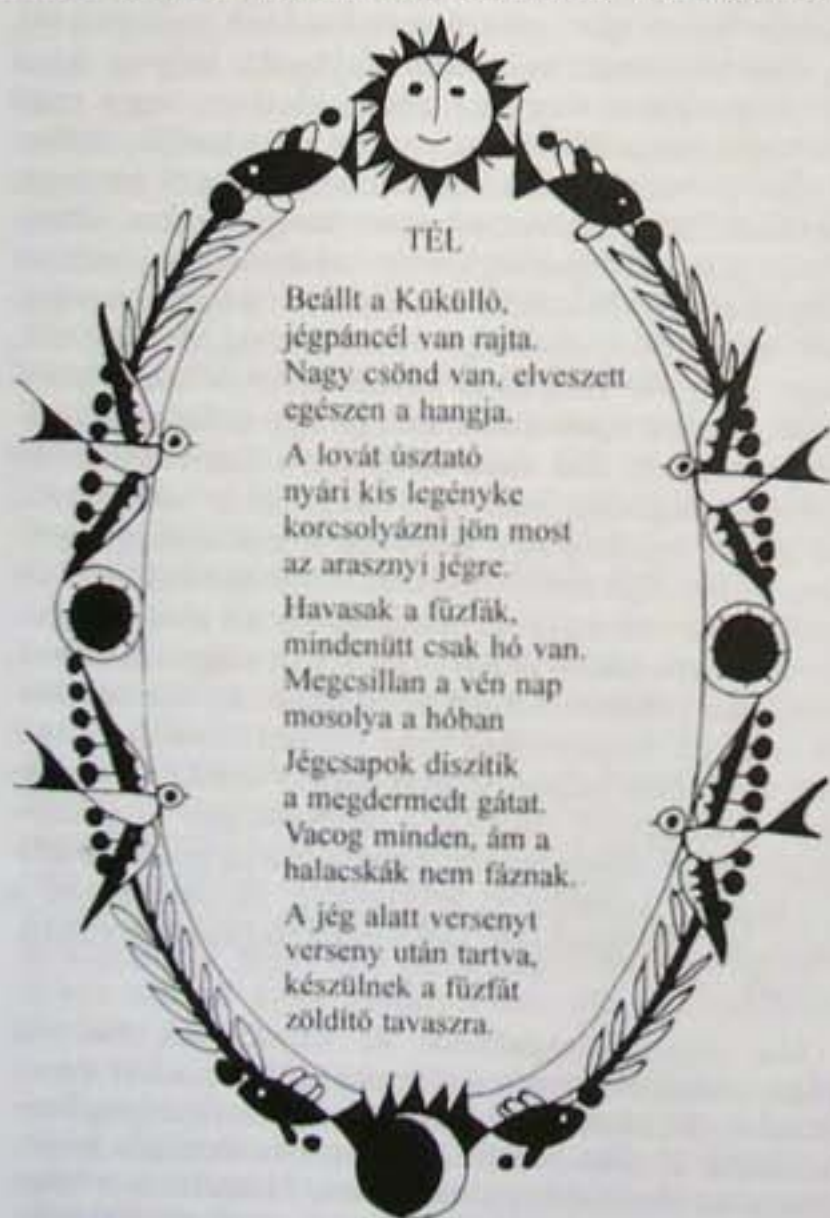 TÉL
Beállt a Küküllő,
jégpáncél van rajta.
Nagy csönd van, elveszett
egészen a hangja.
A lovát úsztató
nyári kis legényke
korcsolyázni jön most
az arasznyi jégre.
Havasak a fűzfák,
mindenütt csak hó van.
Megcsillan a vén nap
mosolya a hóban
Jégcsapok díszítik
a megdermedt gátat.
Vacog minden, ám a
halacskák nem fáznak.
A jég alatt versenyt
verseny után tartva,
készülnek a fűzfát
zöldítő tavaszra.